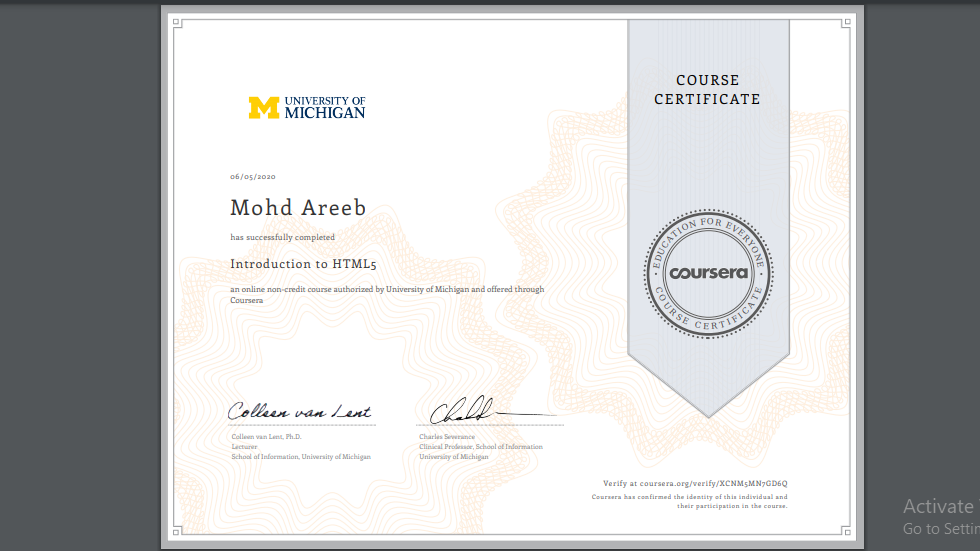 COURSE
CERTIFICATE
UNIVERSITY OF
MICHIGAN
06/05/2020
Mohd Areeb
has successfully completed
Introduction to HTML5
an online non-credit course authorized by University of Michigan and offered through
Coursera
EDUCATION FOR EVERYONE
coursera
COURSE CERTIFICATE
Colleen van Lent
Colleen van Lent, Ph.D.
Lecturer
School of Information, University of Michigan
Charles Severance
Clinical Professor, School of Information
University of Michigan
Verify at coursera.org/verify/XCNM5MN7GD6Q
Coursera has confirmed the identity of this individual and
their participation in the course.
Activate
Go to Settin